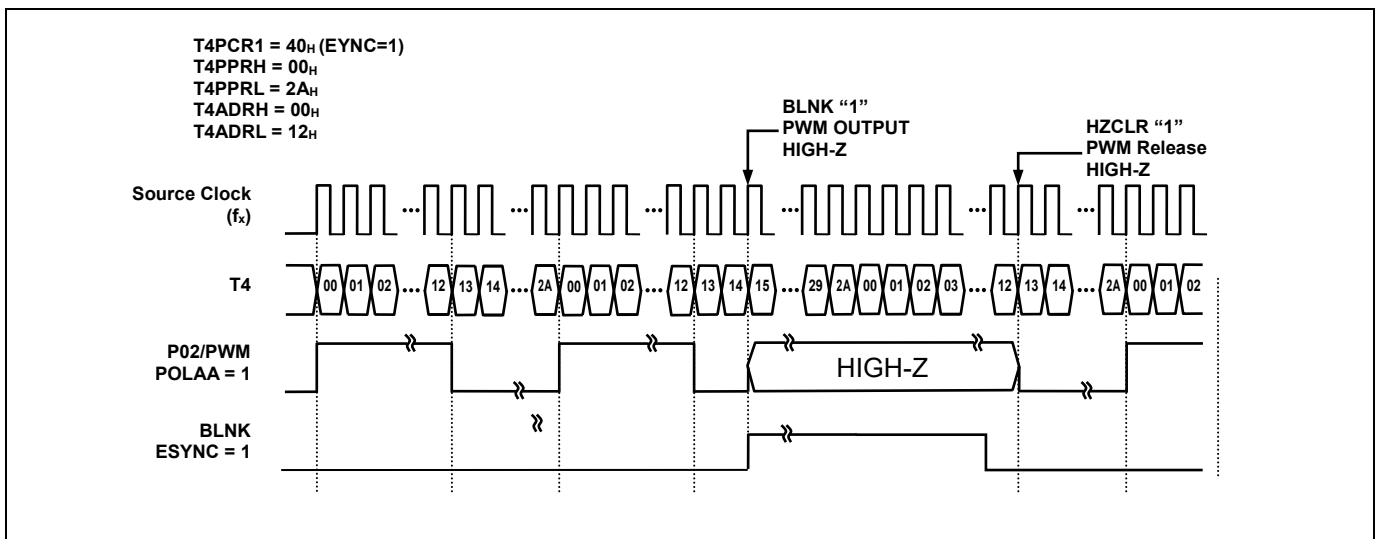 T4PCR1 = 40H (EYNC=1)
T4PPRH = 00H
T4PPRL = 2AH
T4ADRH = 00H
T4ADRL = 12H
BLNK “1”
PWM OUTPUT
HIGH-Z
HZCLR “1”
PWM Release
HIGH-Z
Source Clock
(fx)
... ... ... ... ... ...
T4
00 01 02 ... 12 13 14 ... 2A 00 01 02 ... 12 13 14 15 ... 29 2A 00 01 02 03 ... 12 13 14 ... 2A 00 01 02
P02/PWM
POLAA = 1
HIGH-Z
BLNK
ESYNC = 1